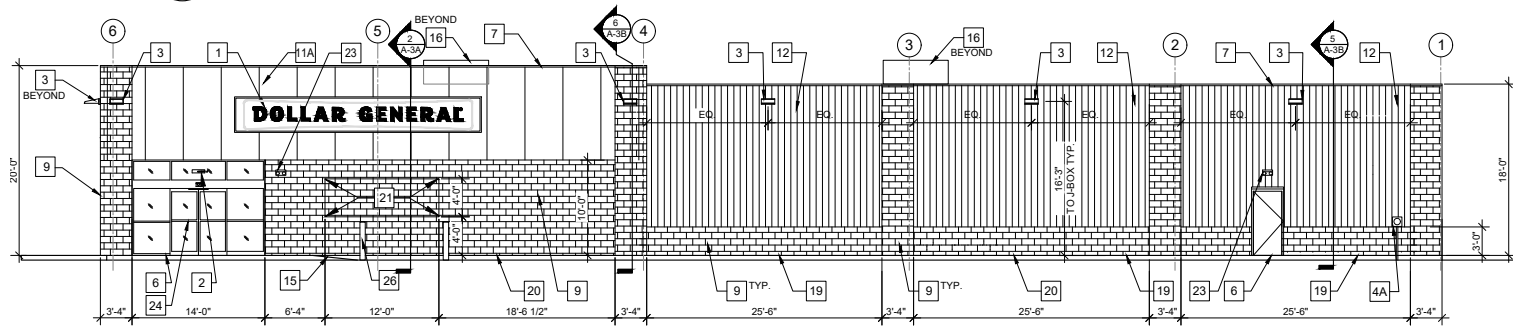 6 5 4 3 2 1
2 A-3A BEYOND
6 A-3B BEYOND
5 A-3B
3 1 11A 23 16 7 3 3 12 16 BEYOND 3 12 7 3 12
3 BEYOND
DOLLAR GENERAL
EQ. EQ. EQ. EQ. EQ. EQ.
20'-0"
9
21
4'-0"
4'-0"
10'-0"
9
16'-3"
TO J-BOX TYP.
18'-0"
3'-0"
6 2 15 26 20 9 9 TYP. 19 9 TYP. 20 19 23 6 19 4A
24
3'-4" 14'-0" 6'-4" 12'-0" 18'-6 1/2" 3'-4" 25'-6" 3'-4" 25'-6" 3'-4" 25'-6" 3'-4"